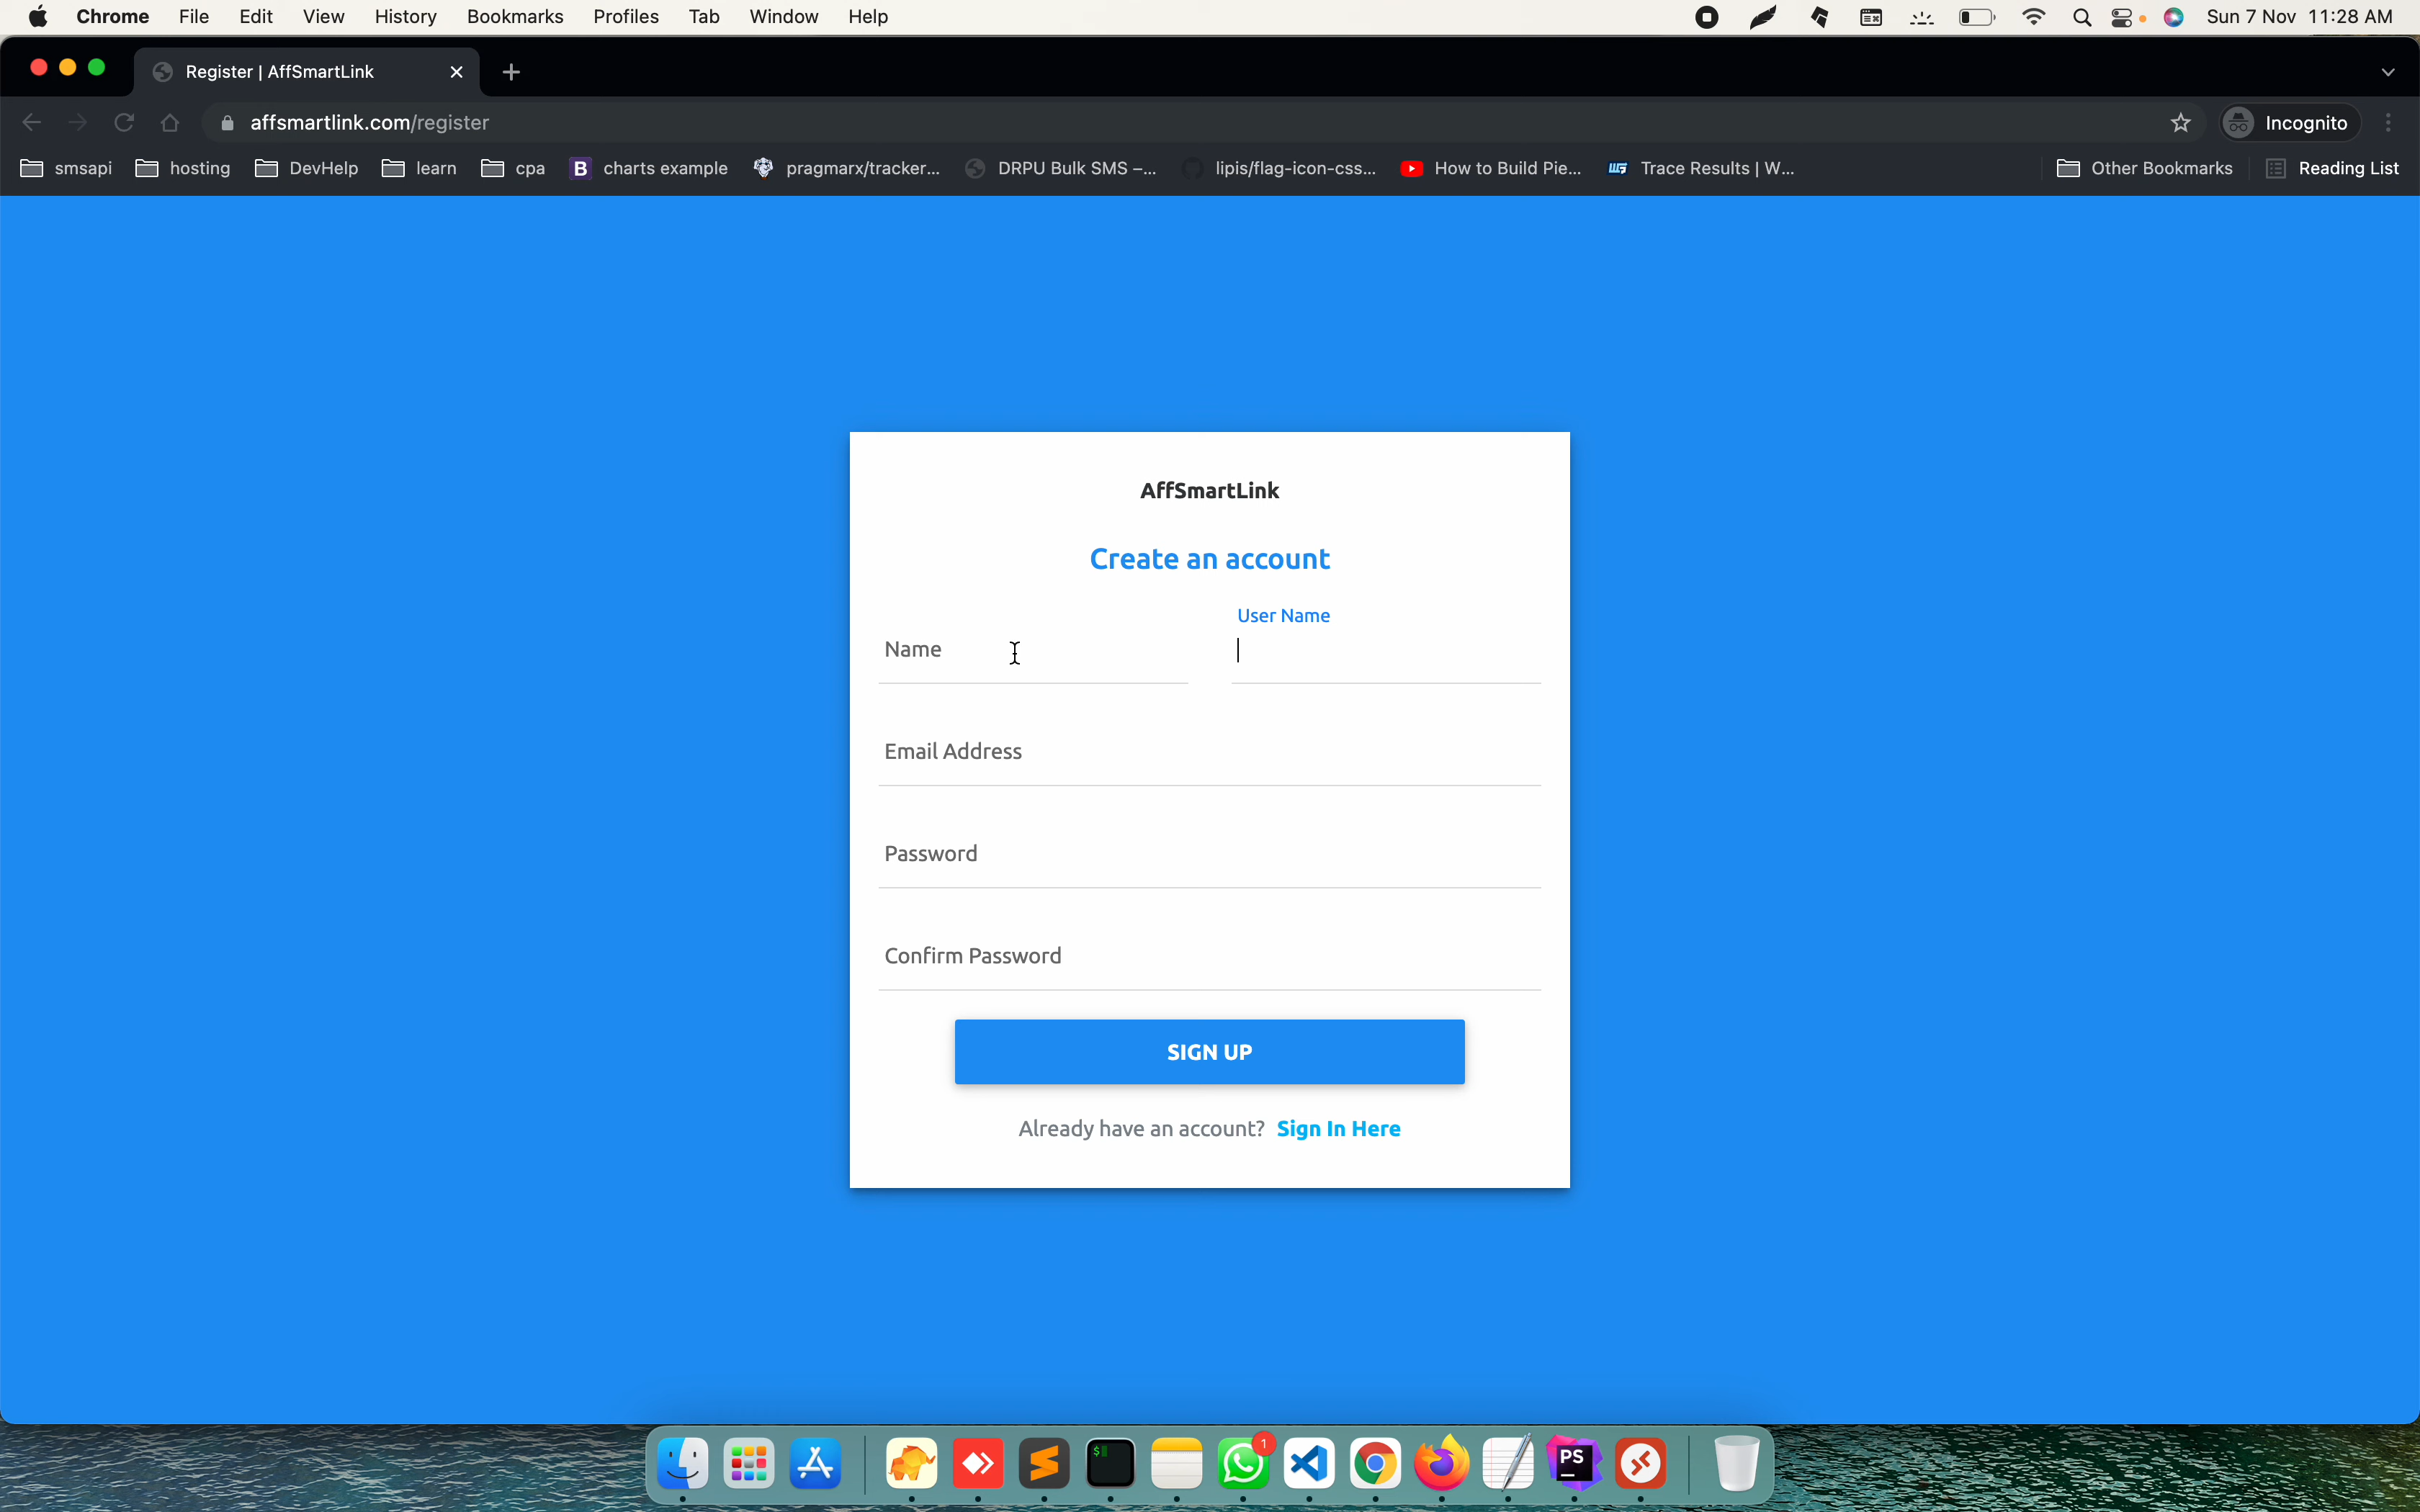 Chrome File Edit View History Bookmarks Profiles Tab Window Help Sun 7 Nov 11:28 AM
Register | AffSmartLink
affsmartlink.com/register Incognito
smsapi hosting DevHelp learn cpa B charts example pragmarx/tracker... DRPU Bulk SMS –... lipis/flag-icon-css... How to Build Pie... Trace Results | W... Other Bookmarks Reading List
AffSmartLink
Create an account
User Name
Name
Email Address
Password
Confirm Password
SIGN UP
Already have an account? Sign In Here
1
$
PS